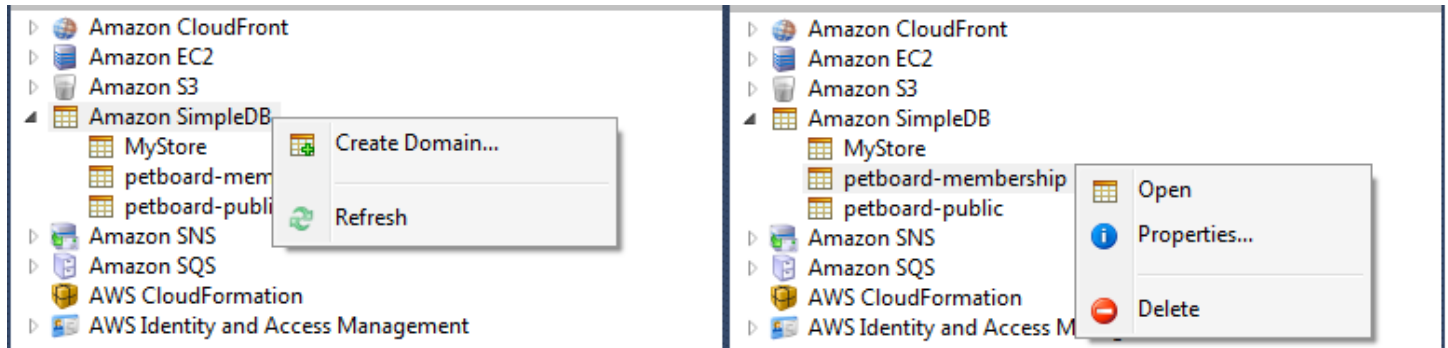 Amazon CloudFront
Amazon EC2
Amazon S3
Amazon SimpleDB
MyStore
petboard-mem
petboard-publi
Amazon SNS
Amazon SQS
AWS CloudFormation
AWS Identity and Access Management
Create Domain...
Refresh
Amazon CloudFront
Amazon EC2
Amazon S3
Amazon SimpleDB
MyStore
petboard-membership
petboard-public
Amazon SNS
Amazon SQS
AWS CloudFormation
AWS Identity and Access M
Open
Properties...
Delete